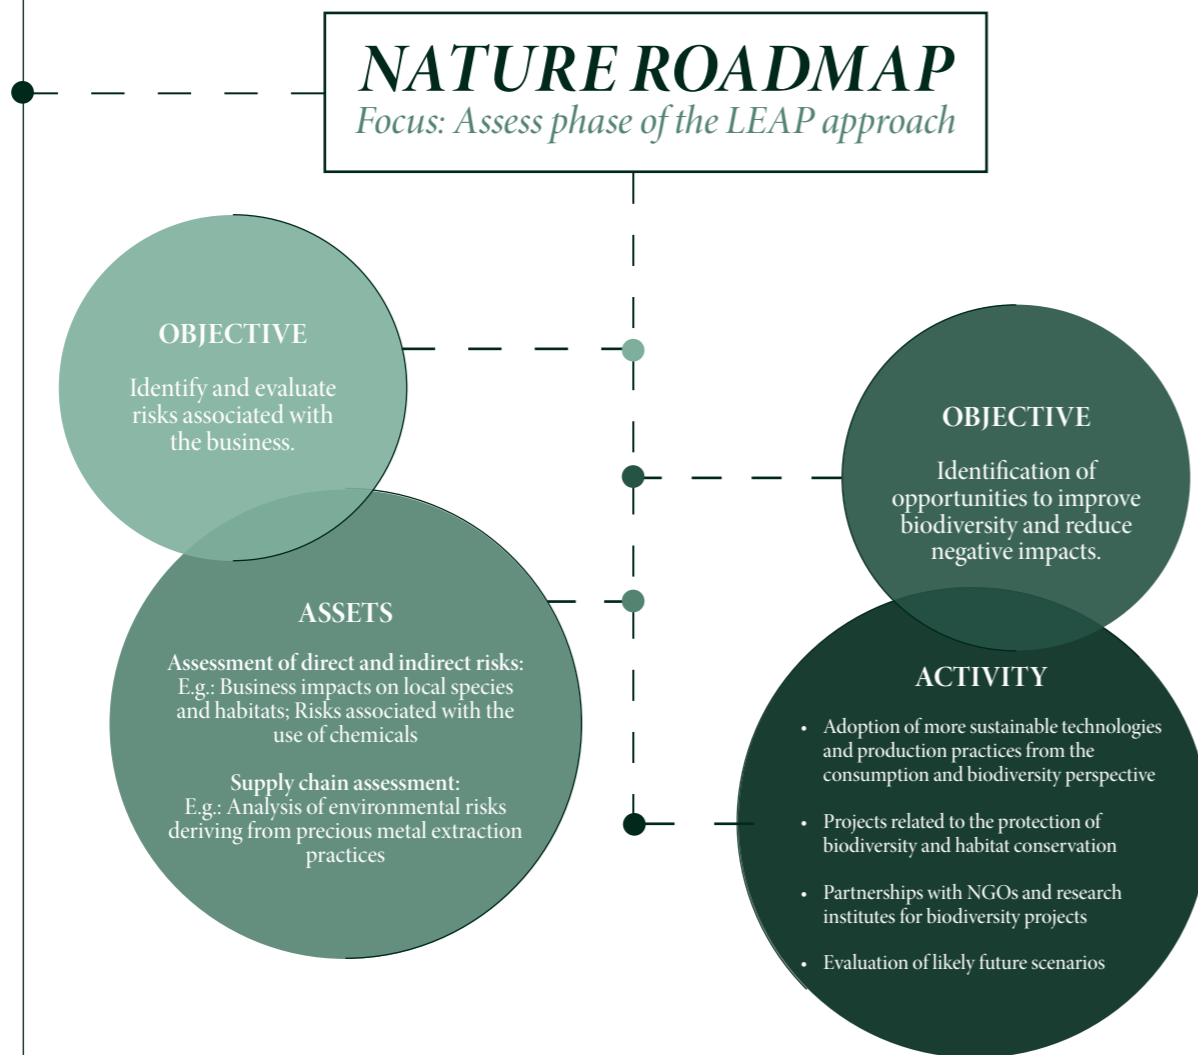 NATURE ROADMAP
Focus: Assess phase of the LEAP approach
OBJECTIVE
Identify and evaluate
risks associated with
the business.
ASSETS
Assessment of direct and indirect risks:
E.g.: Business impacts on local species
and habitats; Risks associated with the
use of chemicals
Supply chain assessment:
E.g.: Analysis of environmental risks
deriving from precious metal extraction
practices
OBJECTIVE
Identification of
opportunities to improve
biodiversity and reduce
negative impacts.
ACTIVITY
• Adoption of more sustainable technologies
and production practices from the
consumption and biodiversity perspective
• Projects related to the protection of
biodiversity and habitat conservation
• Partnerships with NGOs and research
institutes for biodiversity projects
• Evaluation of likely future scenarios